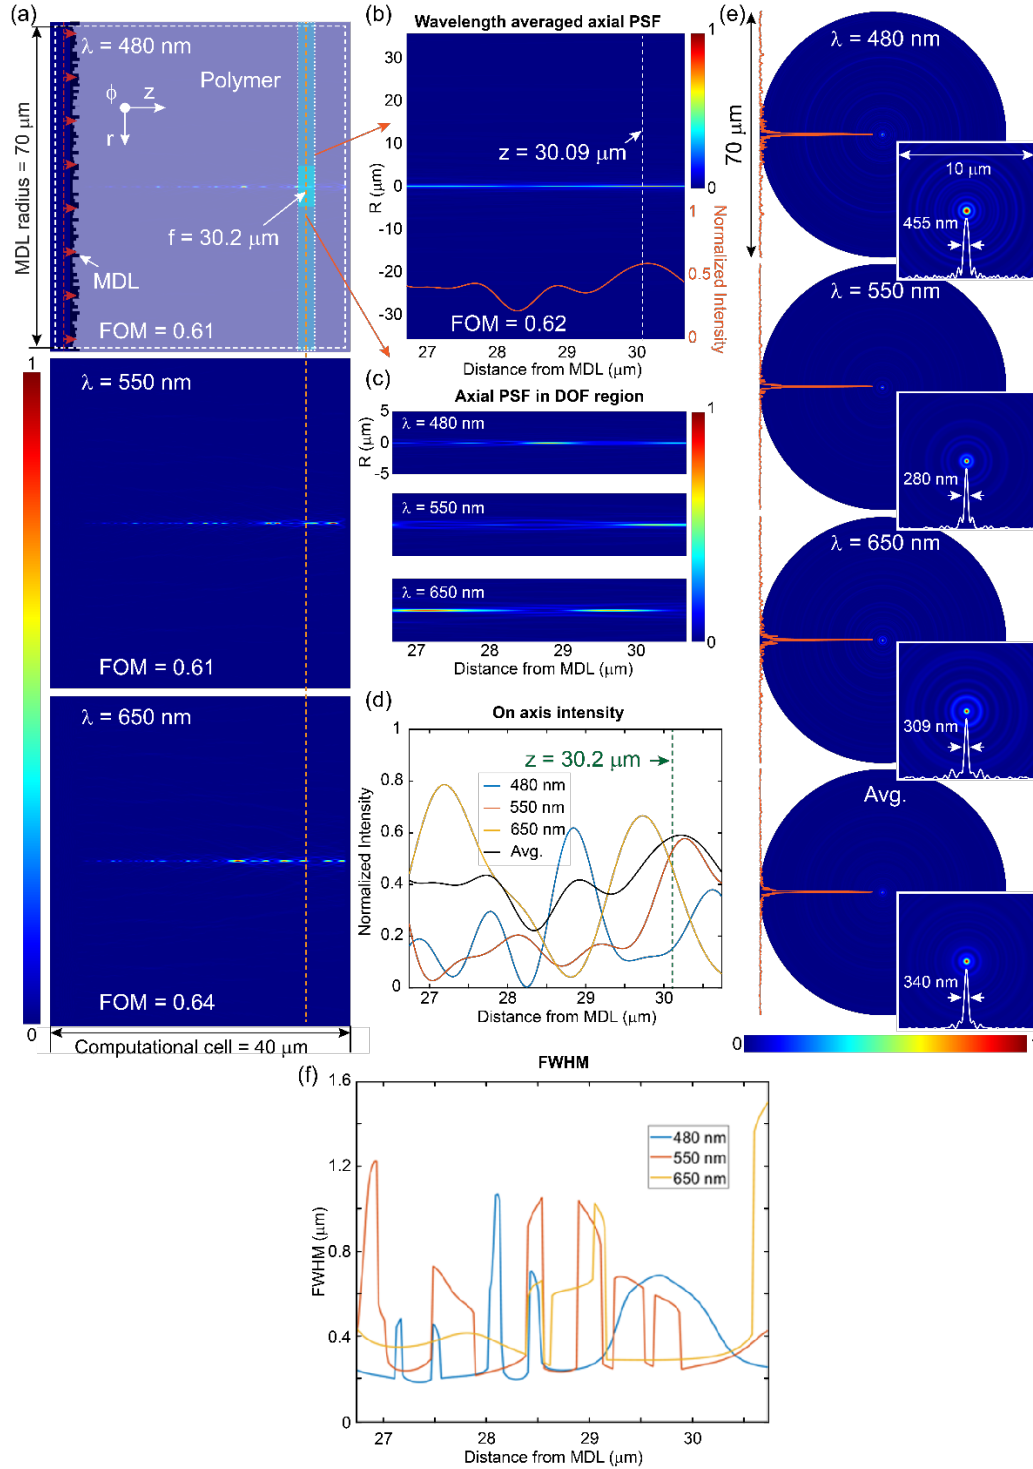 (a)
λ = 480 nm
Polymer
ϕ
z
r
MDL radius = 70 μm
f = 30.2 μm
MDL
FOM = 0.61
1
0
λ = 550 nm
FOM = 0.61
λ = 650 nm
FOM = 0.64
Computational cell = 40 μm
(b)
Wavelength averaged axial PSF
R (μm)
30
20
10
0
-10
-20
-30
z = 30.09 μm
FOM = 0.62
27
28
29
30
Distance from MDL (μm)
1
0
1
0.5
0
Normalized Intensity
(c)
Axial PSF in DOF region
R (μm)
5
0
-5
λ = 480 nm
λ = 550 nm
λ = 650 nm
27
28
29
30
Distance from MDL (μm)
1
0
(d)
On axis intensity
Normalized Intensity
1
0.8
0.6
0.4
0.2
0
z = 30.2 μm
480 nm
550 nm
650 nm
Avg.
27
28
29
30
Distance from MDL (μm)
(e)
70 μm
λ = 480 nm
10 μm
455 nm
λ = 550 nm
280 nm
λ = 650 nm
309 nm
Avg.
340 nm
0
1
(f)
FWHM
FWHM (μm)
1.6
1.2
0.8
0.4
0
480 nm
550 nm
650 nm
27
28
29
30
Distance from MDL (μm)